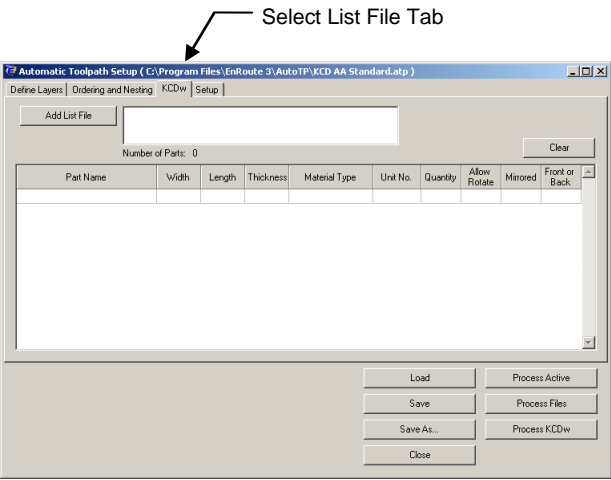 Select List File Tab
Automatic Toolpath Setup ( C:\Program Files\EnRoute 3\AutoTP\KCD AA Standard.atp )
Define Layers Ordering and Nesting KCDw Setup
Add List File
Number of Parts: 0
Clear
Part Name Width Length Thickness Material Type Unit No. Quantity Allow Rotate Mirrored Front or Back
Load Process Active
Save Process Files
Save As... Process KCDw
Close